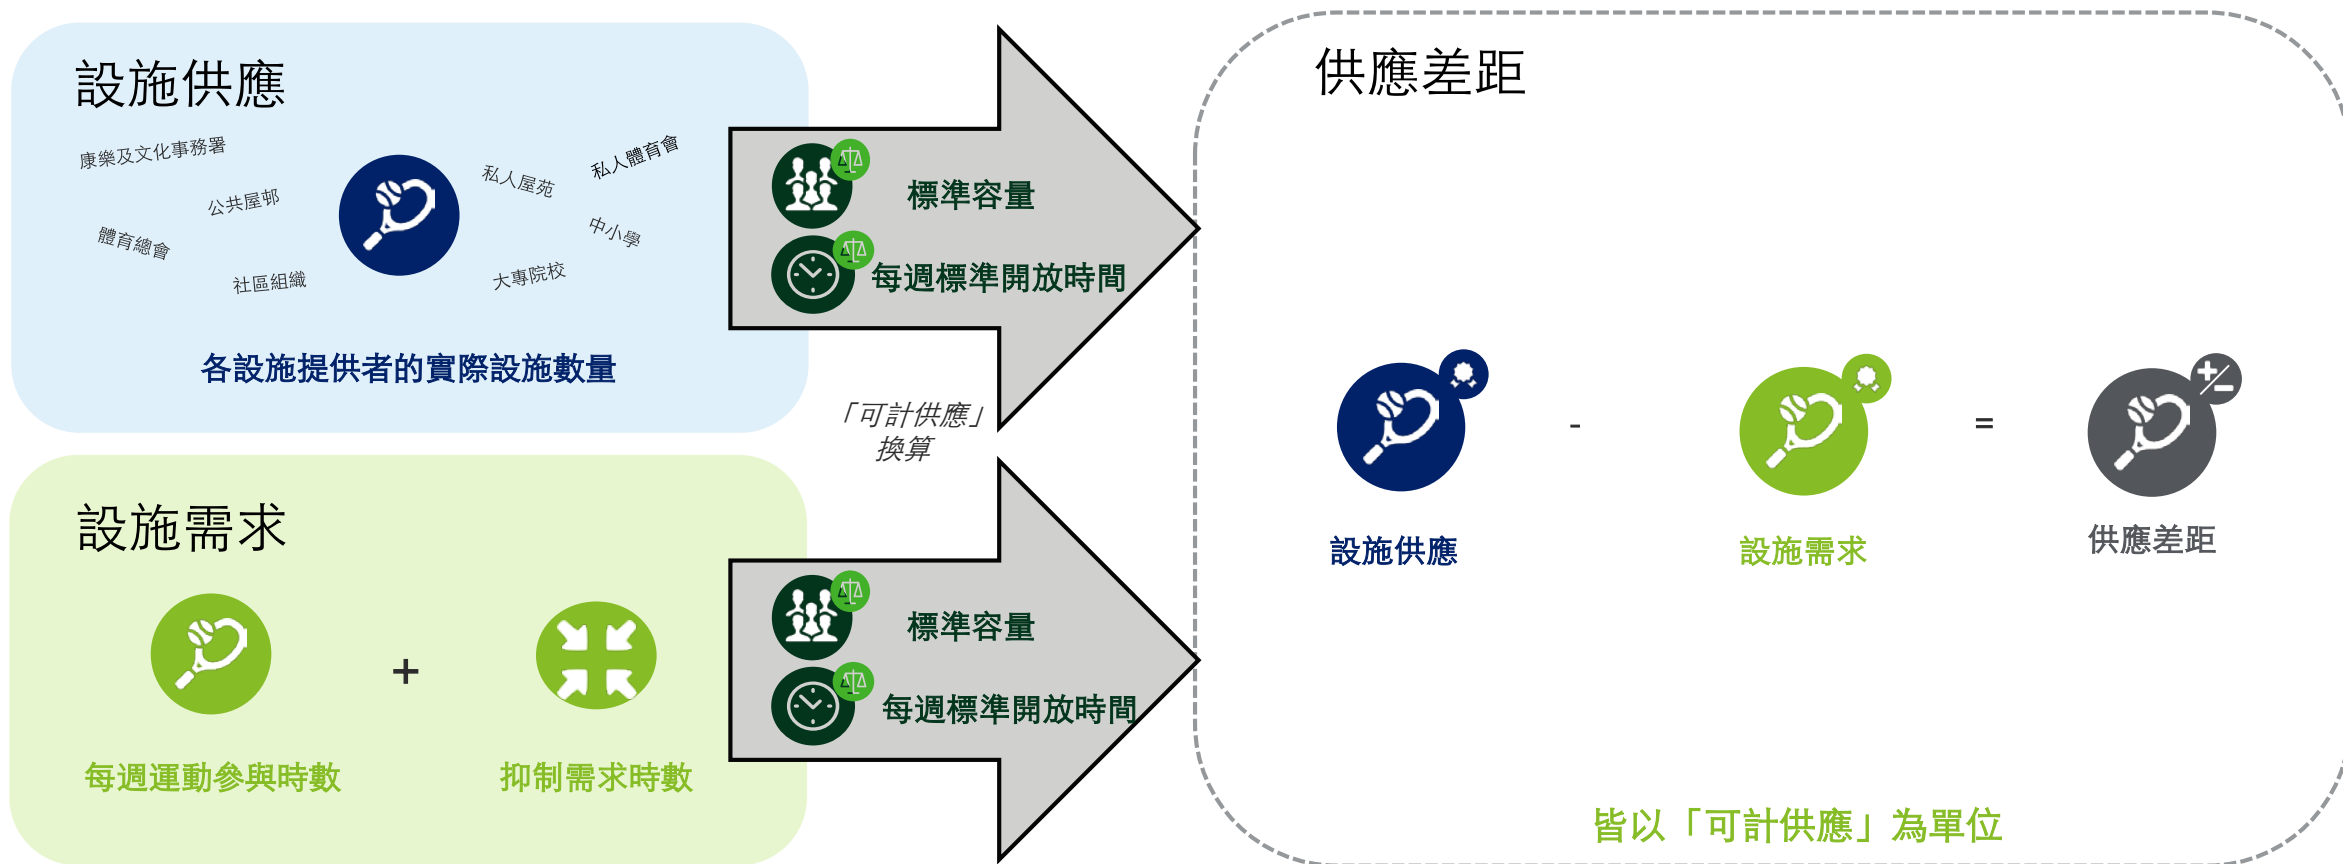 設施供應
康樂及文化事務署
公共屋邨
體育總會
社區組織
私人屋苑
私人體育會
中小學
大專院校
各設施提供者的實際設施數量
標準容量
每週標準開放時間
「可計供應」
換算
設施需求
+
每週運動參與時數
抑制需求時數
標準容量
每週標準開放時間
供應差距
-
=
設施供應
設施需求
供應差距
皆以「可計供應」為單位